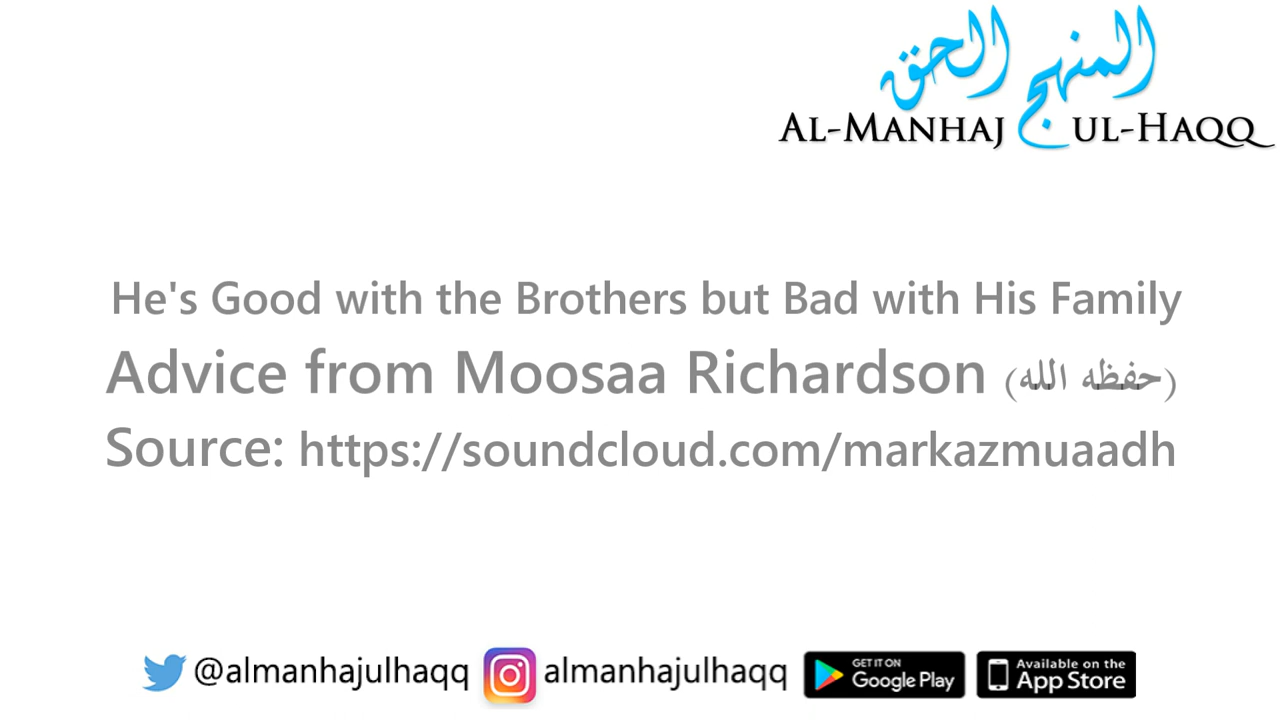 المنهج الحق
AL-MANHAJ UL-HAQQ
He's Good with the Brothers but Bad with His Family
Advice from Moosaa Richardson (حفظه الله)
Source: https://soundcloud.com/markazmuaadh
@almanhajulhaqq almanhajulhaqq GET IT ON Google Play Available on the App Store